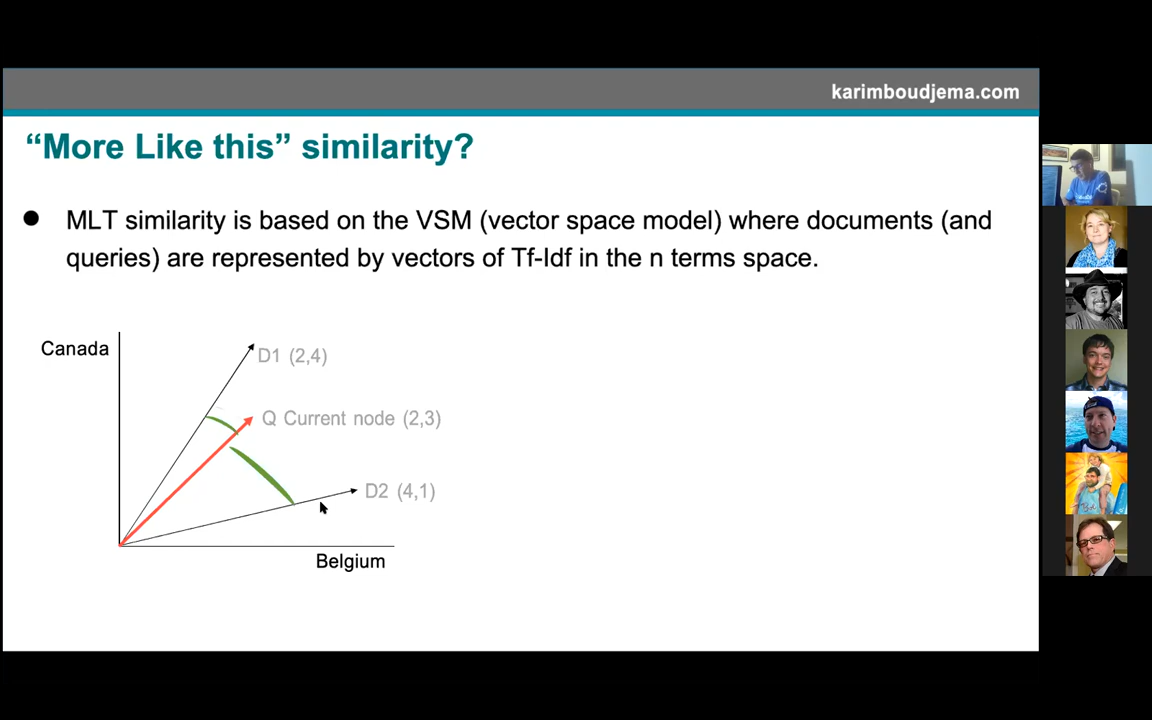 karimboudjema.com
“More Like this” similarity?
MLT similarity is based on the VSM (vector space model) where documents (and
queries) are represented by vectors of Tf-Idf in the n terms space.
Canada
D1 (2,4)
Q Current node (2,3)
D2 (4,1)
Belgium